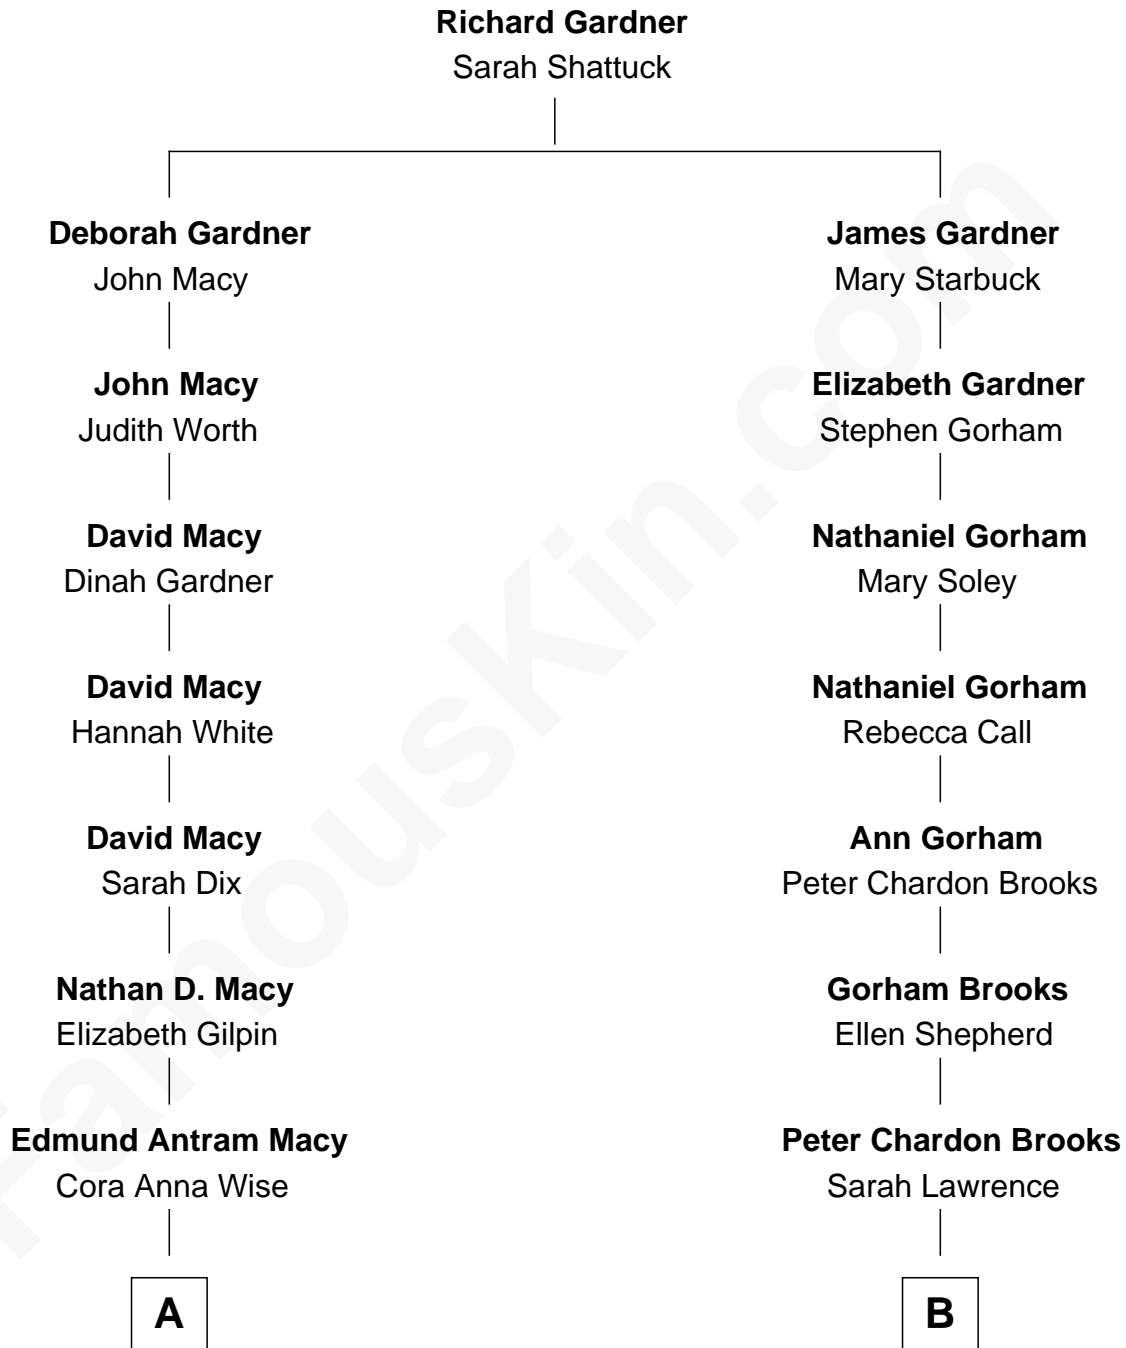 Richard Gardner
Sarah Shattuck
Deborah Gardner
John Macy
James Gardner
Mary Starbuck
John Macy
Judith Worth
Elizabeth Gardner
Stephen Gorham
David Macy
Dinah Gardner
Nathaniel Gorham
Mary Soley
David Macy
Hannah White
Nathaniel Gorham
Rebecca Call
David Macy
Sarah Dix
Ann Gorham
Peter Chardon Brooks
Nathan D. Macy
Elizabeth Gilpin
Gorham Brooks
Ellen Shepherd
Edmund Antram Macy
Cora Anna Wise
Peter Chardon Brooks
Sarah Lawrence
A
B
FamousKin.com